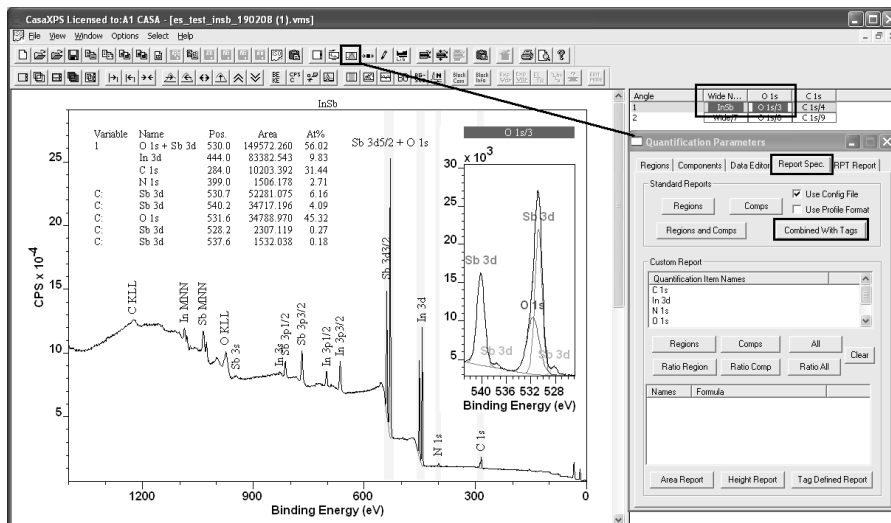 CasaXPS Licensed to:A1 CASA - [es_test_insb_190208 (1).vms]
File View Window Options Select Help
InSb
Variable Name Pos. Area At%
1 O 1s + Sb 3d 530.0 149572.260 56.02
In 3d 444.0 83382.543 9.83
C 1s 284.0 10203.392 31.44
N 1s 399.0 1506.178 2.71
C: Sb 3d 530.7 52281.075 6.16
C: Sb 3d 540.2 34717.196 4.09
C: O 1s 531.6 34788.970 45.32
C: Sb 3d 528.2 2307.119 0.27
C: Sb 3d 537.6 1532.038 0.18
Sb 3d5/2 + O 1s
CPS x 10-4
25
20
15
10
5
C KLL
In MNN
Sb MNN
O KLL
Sb 3s
In 3s
Sb 3p1/2
Sb 3p3/2
In 3p1/2
In 3p3/2
Sb 3d3/2
In 3d
N 1s
C 1s
1200 900 600 300 0
Binding Energy (eV)
O 1s/3
x 10 3
30
25
20
15
10
5
Sb 3d
Sb 3d
O 1s
Sb 3d
Sb 3d
540 536 532 528
Binding Energy (eV)
Angle Wide N... O 1s C 1s
1 InSb O 1s/3 C 1s/4
2 Wide/7 O 1s/8 C 1s/9
Quantification Parameters
Regions Components Data Editor Report Spec. RPT Report
Standard Reports
Use Config File
Regions Comps Use Profile Format
Regions and Comps Combined With Tags
Custom Report
Quantification Item Names
C 1s
In 3d
N 1s
O 1s
Regions Comps All
Clear
Ratio Region Ratio Comp Ratio All
Names Formula
Area Report Height Report Tag Defined Report